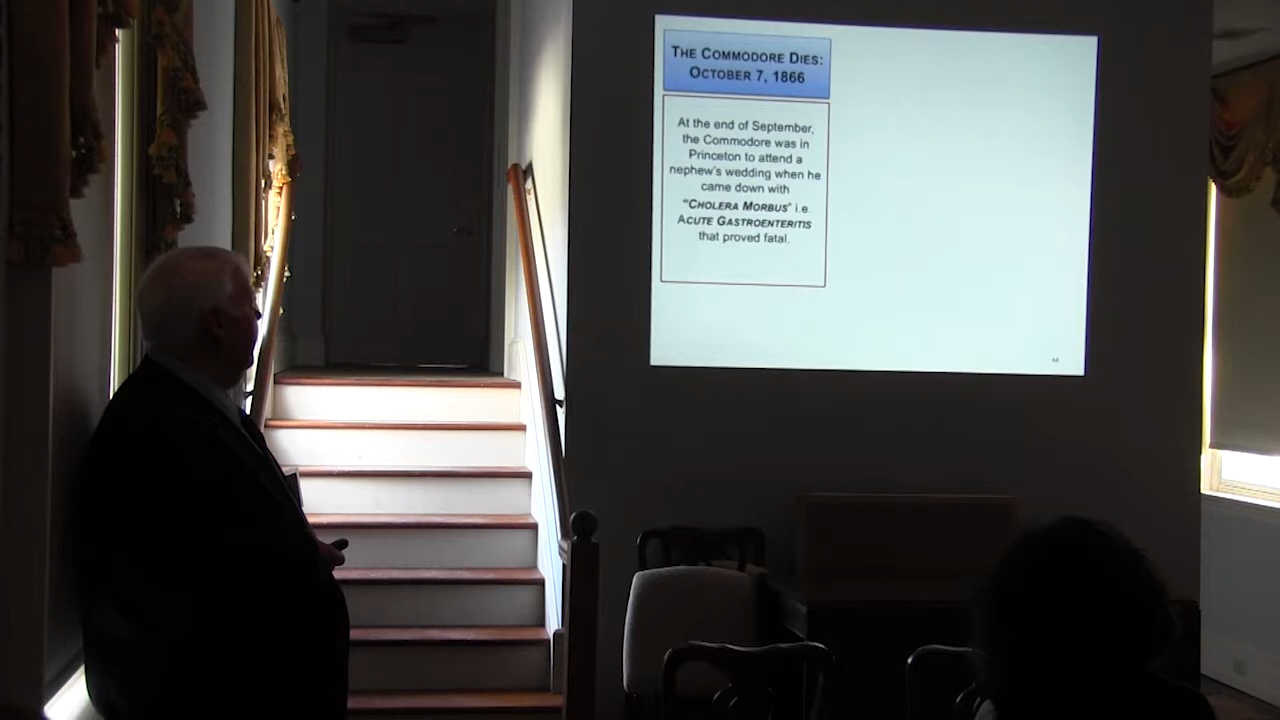 THE COMMODORE DIES:
OCTOBER 7, 1866
At the end of September,
the Commodore was in
Princeton to attend a
nephew's wedding when he
came down with
"CHOLERA MORBUS" i.e.
ACUTE GASTROENTERITIS
that proved fatal.